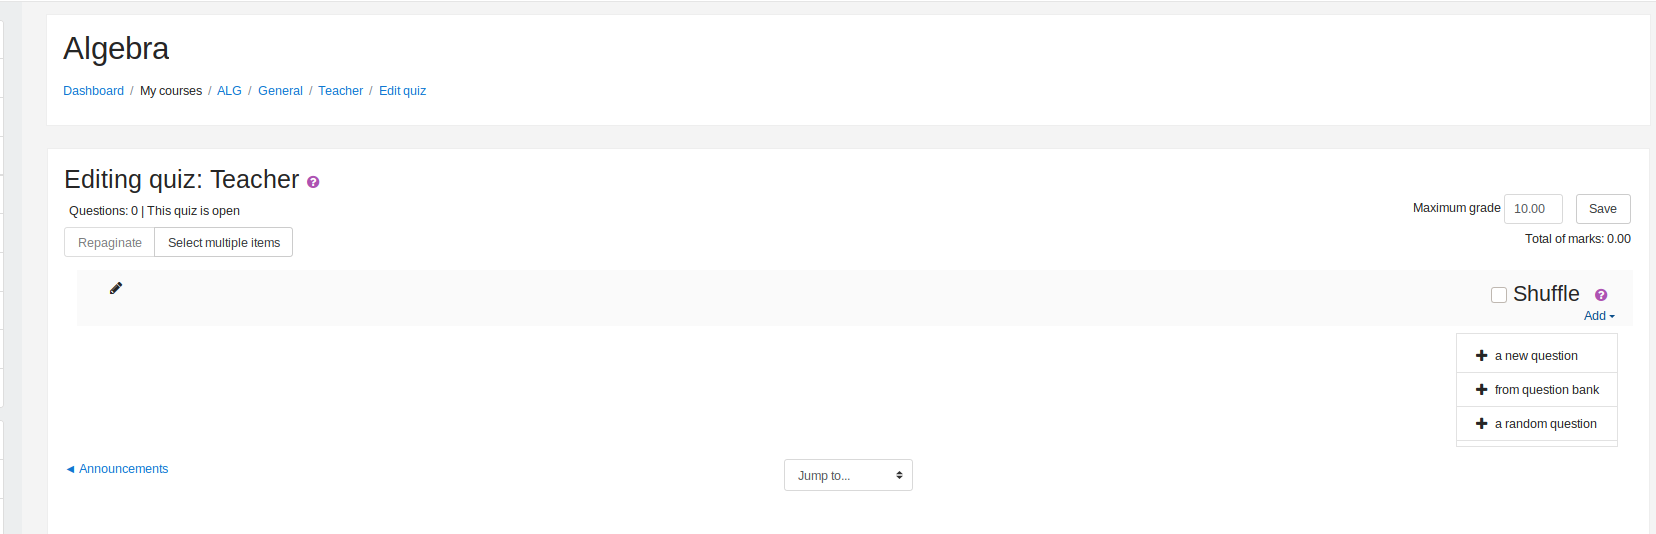 Algebra
Dashboard / My courses / ALG / General / Teacher / Edit quiz
Editing quiz: Teacher
Questions: 0 | This quiz is open
Maximum grade 10.00 Save
Repaginate Select multiple items
Total of marks: 0.00
Shuffle
Add
a new question
from question bank
a random question
◄ Announcements
Jump to...